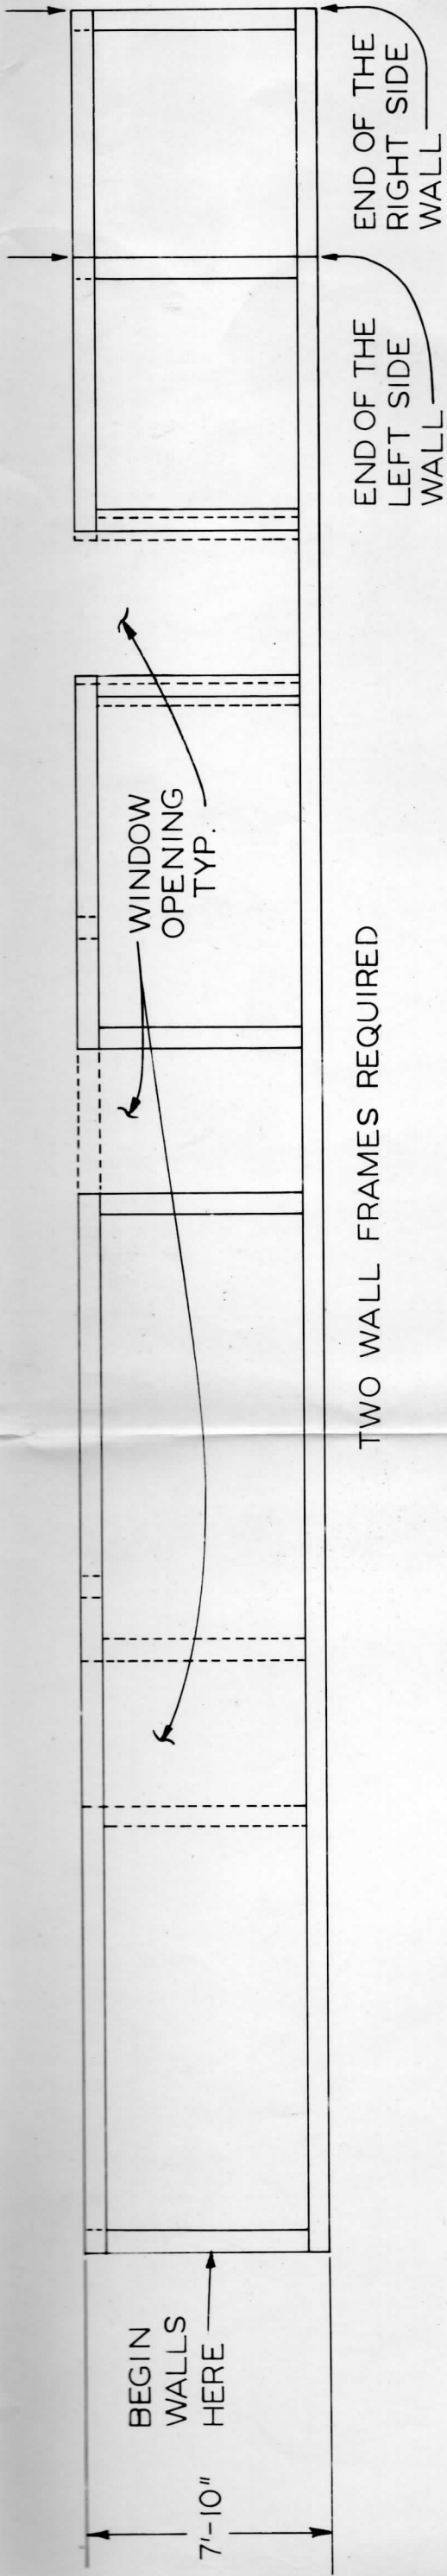 7'-10"
BEGIN
WALLS
HERE
WINDOW
OPENING
TYP.
TWO WALL FRAMES REQUIRED
END OF THE
LEFT SIDE
WALL
END OF THE
RIGHT SIDE
WALL